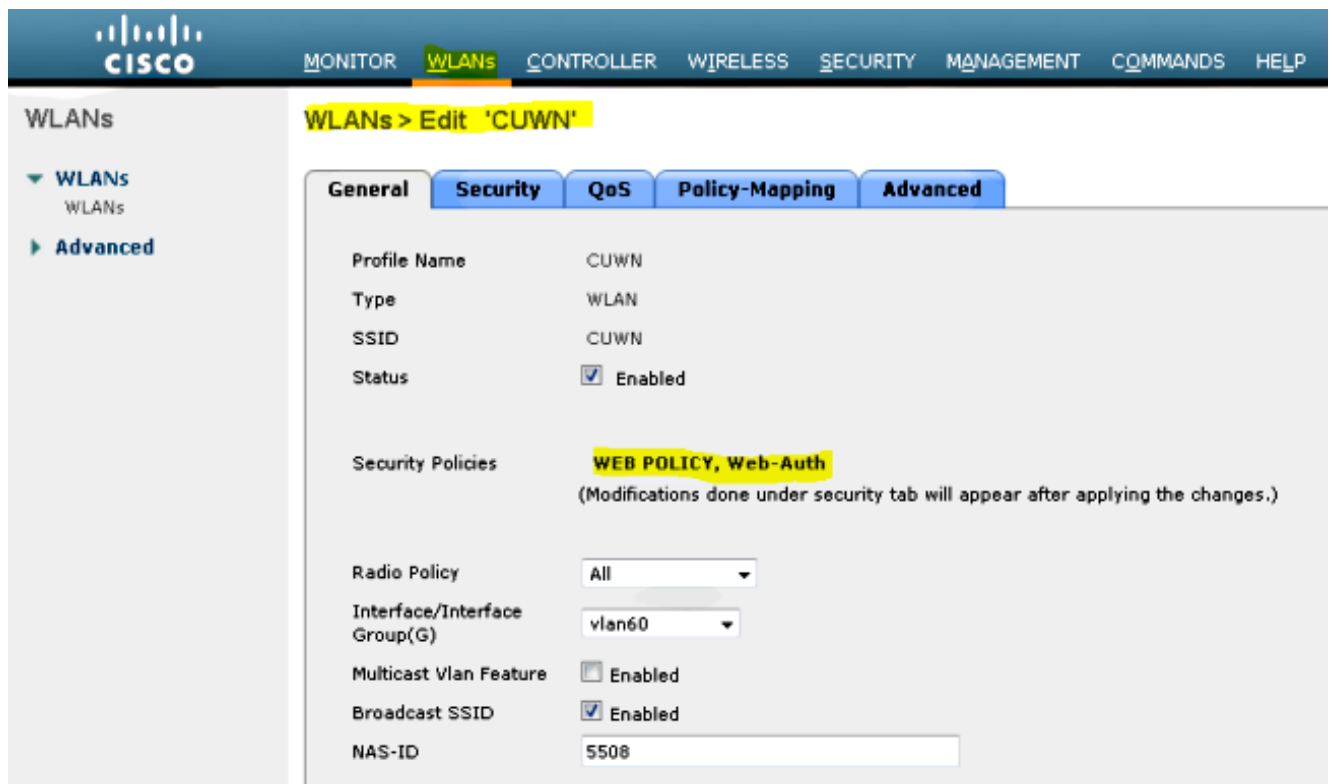 CISCO
MONITOR WLANs CONTROLLER WIRELESS SECURITY MANAGEMENT COMMANDS HELP
WLANs
WLANs
WLANs
Advanced
WLANs > Edit 'CUWN'
General Security QoS Policy-Mapping Advanced
Profile Name CUWN
Type WLAN
SSID CUWN
Status Enabled
Security Policies WEB POLICY, Web-Auth
(Modifications done under security tab will appear after applying the changes.)
Radio Policy All
Interface/Interface
Group(G) vlan60
Multicast Vlan Feature Enabled
Broadcast SSID Enabled
NAS-ID 5508